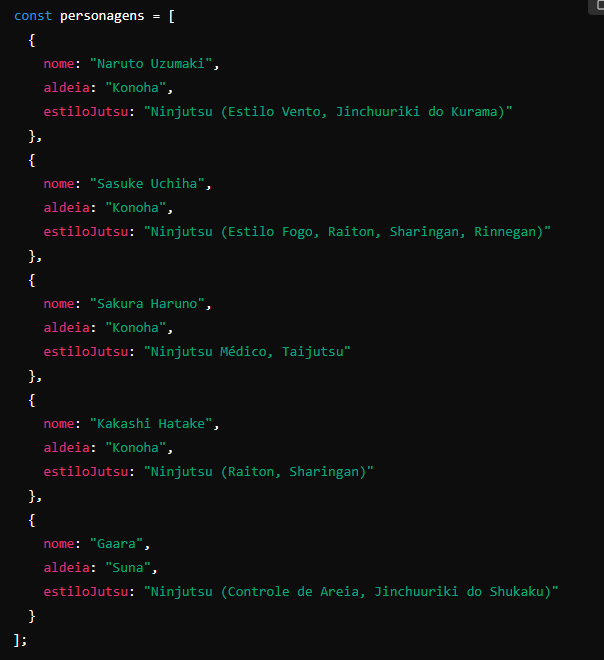 const personagens = [
  {
    nome: "Naruto Uzumaki",
    aldeia: "Konoha",
    estiloJutsu: "Ninjutsu (Estilo Vento, Jinchuuriki do Kurama)"
  },
  {
    nome: "Sasuke Uchiha",
    aldeia: "Konoha",
    estiloJutsu: "Ninjutsu (Estilo Fogo, Raiton, Sharingan, Rinnegan)"
  },
  {
    nome: "Sakura Haruno",
    aldeia: "Konoha",
    estiloJutsu: "Ninjutsu Médico, Taijutsu"
  },
  {
    nome: "Kakashi Hatake",
    aldeia: "Konoha",
    estiloJutsu: "Ninjutsu (Raiton, Sharingan)"
  },
  {
    nome: "Gaara",
    aldeia: "Suna",
    estiloJutsu: "Ninjutsu (Controle de Areia, Jinchuuriki do Shukaku)"
  }
];